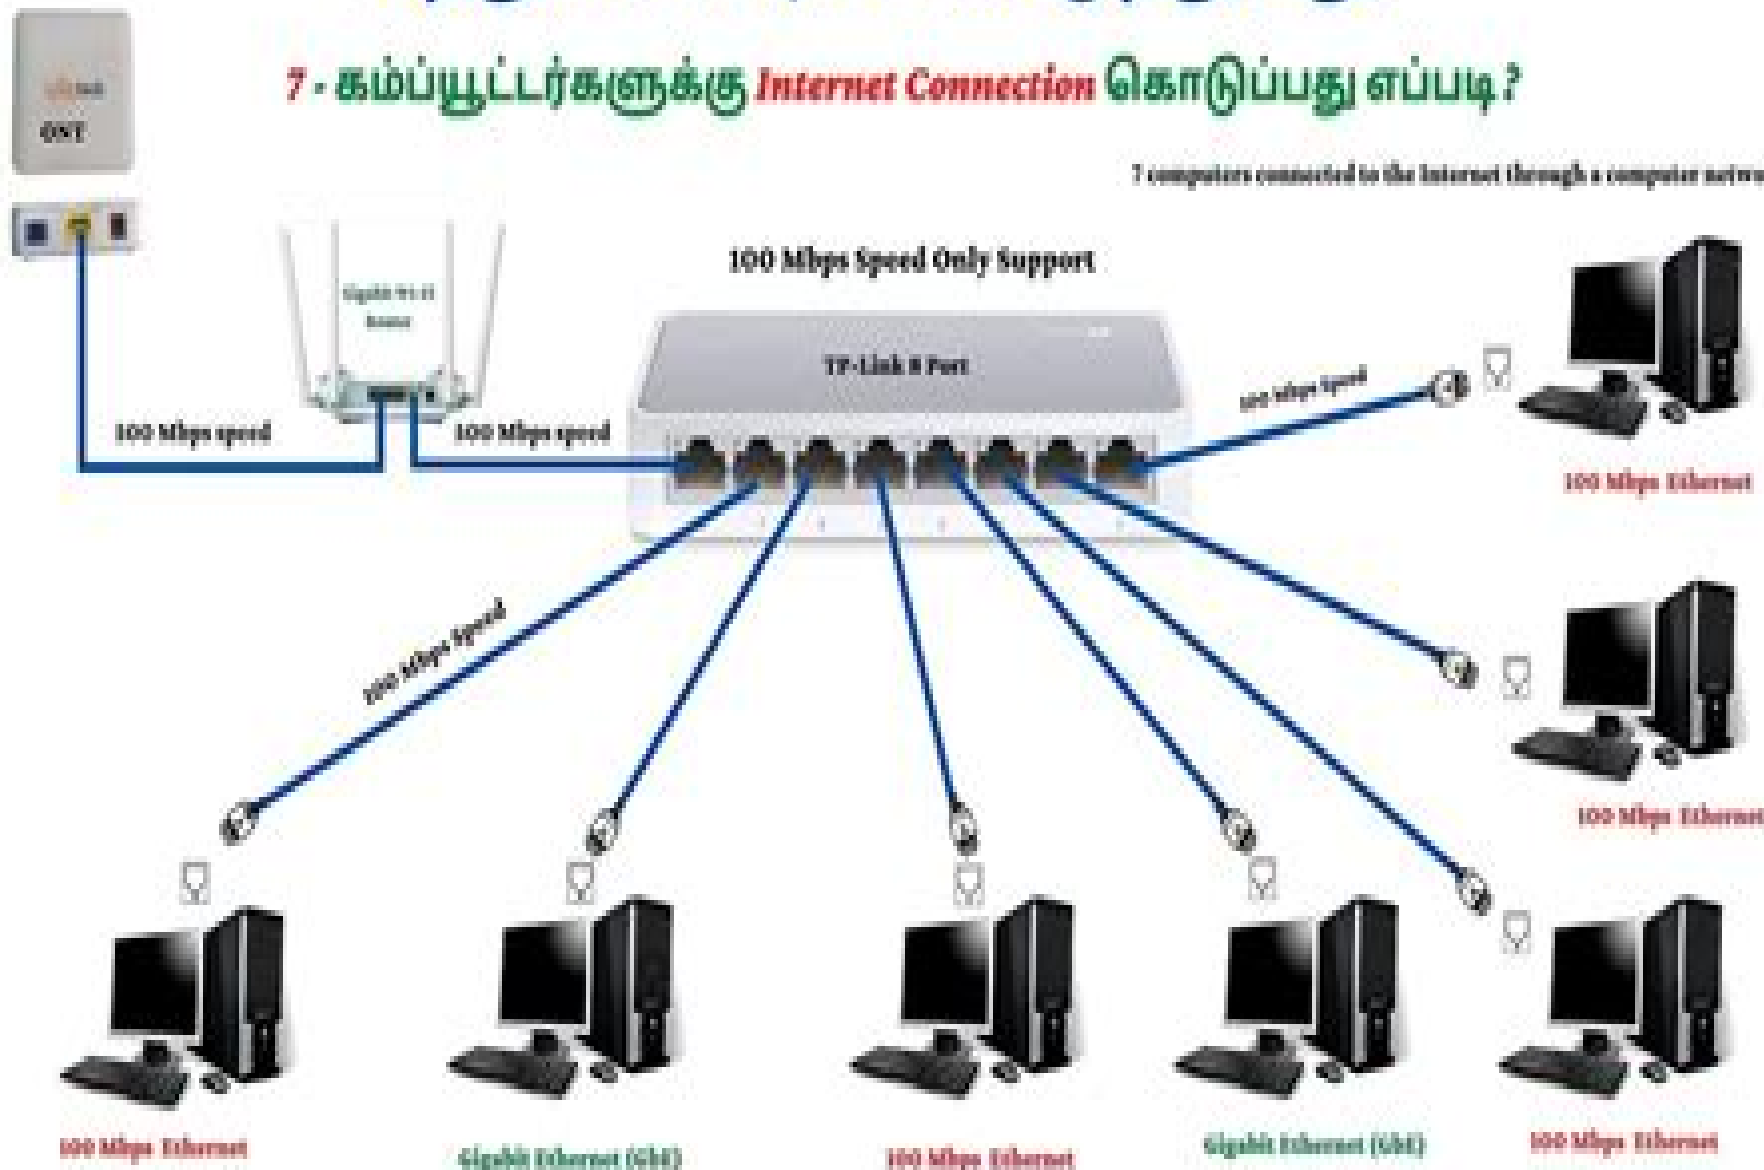 7 - கம்ப்யூட்டர்களுக்கு Internet Connection கொடுப்பது எப்படி?
ONT
7 computers connected to the Internet through a computer netwo
100 Mbps Speed Only Support
Gigabit Wi-Fi
Router
TP-Link 8 Port
100 Mbps Speed
100 Mbps speed
100 Mbps speed
100 Mbps Ethernet
100 Mbps Speed
100 Mbps Ethernet
100 Mbps Ethernet
Gigabit Ethernet (GbE)
100 Mbps Ethernet
Gigabit Ethernet (GbE)
100 Mbps Ethernet